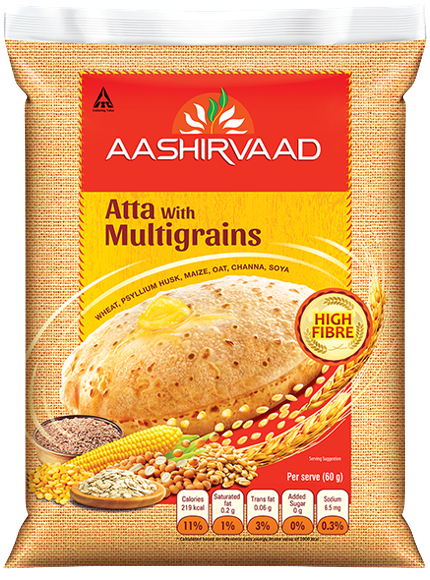 AASHIRVAAD
Atta With
Multigrains
WHEAT, PSYLLIUM HUSK, MAIZE, OAT, CHANNA, SOYA
HIGH
FIBRE
Serving Suggestion
Per serve (60 g)
Calories
219 kcal
11%
Saturated
fat
0.2 g
1%
Trans fat
0.06 g
3%
Added
Sugar
0 g
0%
Sodium
6.5 mg
0.3%